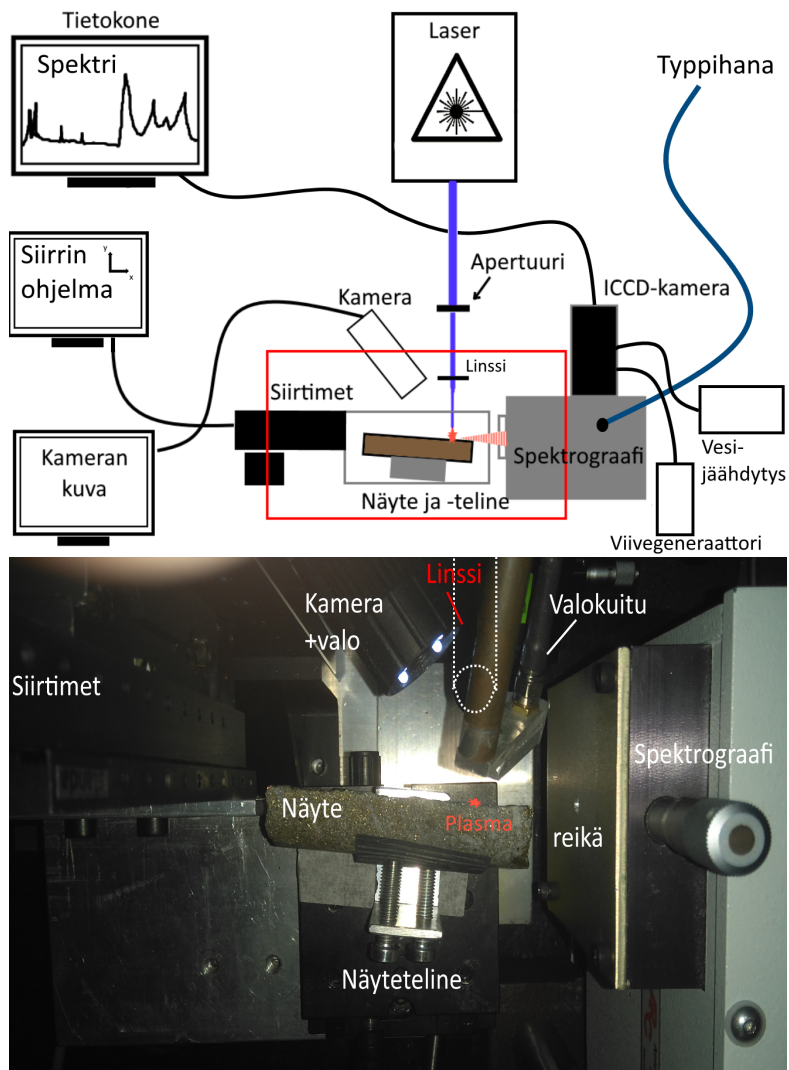 Tietokone
Spektri
Laser
Typpihana
Siirrin
ohjelma
y
x
Apertuuri
Kamera
ICCD-kamera
Linssi
Siirtimet
Kameran
kuva
Spektrograafi
Näyte ja -teline
Vesi-
jäähdytys
Viivegeneraattori
Linssi
Kamera
+valo
Valokuitu
Siirtimet
Spektrograafi
Näyte
Plasma
reikä
Näyteteline